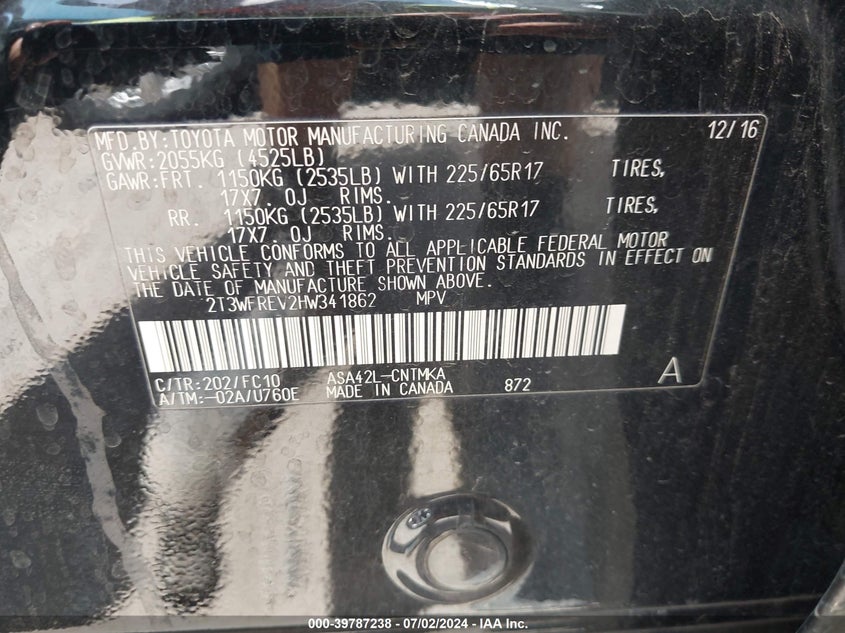 MFD.BY:TOYOTA MOTOR MANUFACTURING CANADA INC. 12/16
GVWR:2055KG (4525LB)
GAWR:FRT. 1150KG (2535LB) WITH 225/65R17 TIRES,
17X7.0J RIMS.
RR. 1150KG (2535LB) WITH 225/65R17 TIRES,
17X7.0J RIMS.
THIS VEHICLE CONFORMS TO ALL APPLICABLE FEDERAL MOTOR
VEHICLE SAFETY AND THEFT PREVENTION STANDARDS IN EFFECT ON
THE DATE OF MANUFACTURE SHOWN ABOVE.
2T3WFREV2HW341862 MPV
C/TR:202/FC10 ASA42L-CNTMKA A
A/TM:-02A/U760E MADE IN CANADA 872
000-39787238 - 07/02/2024 - IAA Inc.